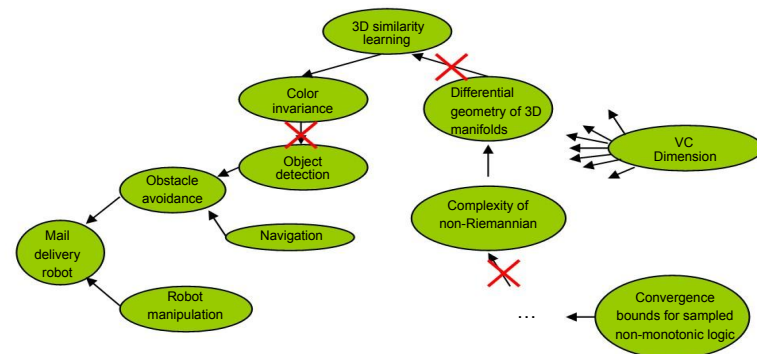 3D similarity
learning
Color
invariance
Differential
geometry of 3D
manifolds
VC
Dimension
Object
detection
Obstacle
avoidance
Complexity of
non-Riemannian
Navigation
Mail
delivery
robot
Robot
manipulation
...
Convergence
bounds for sampled
non-monotonic logic